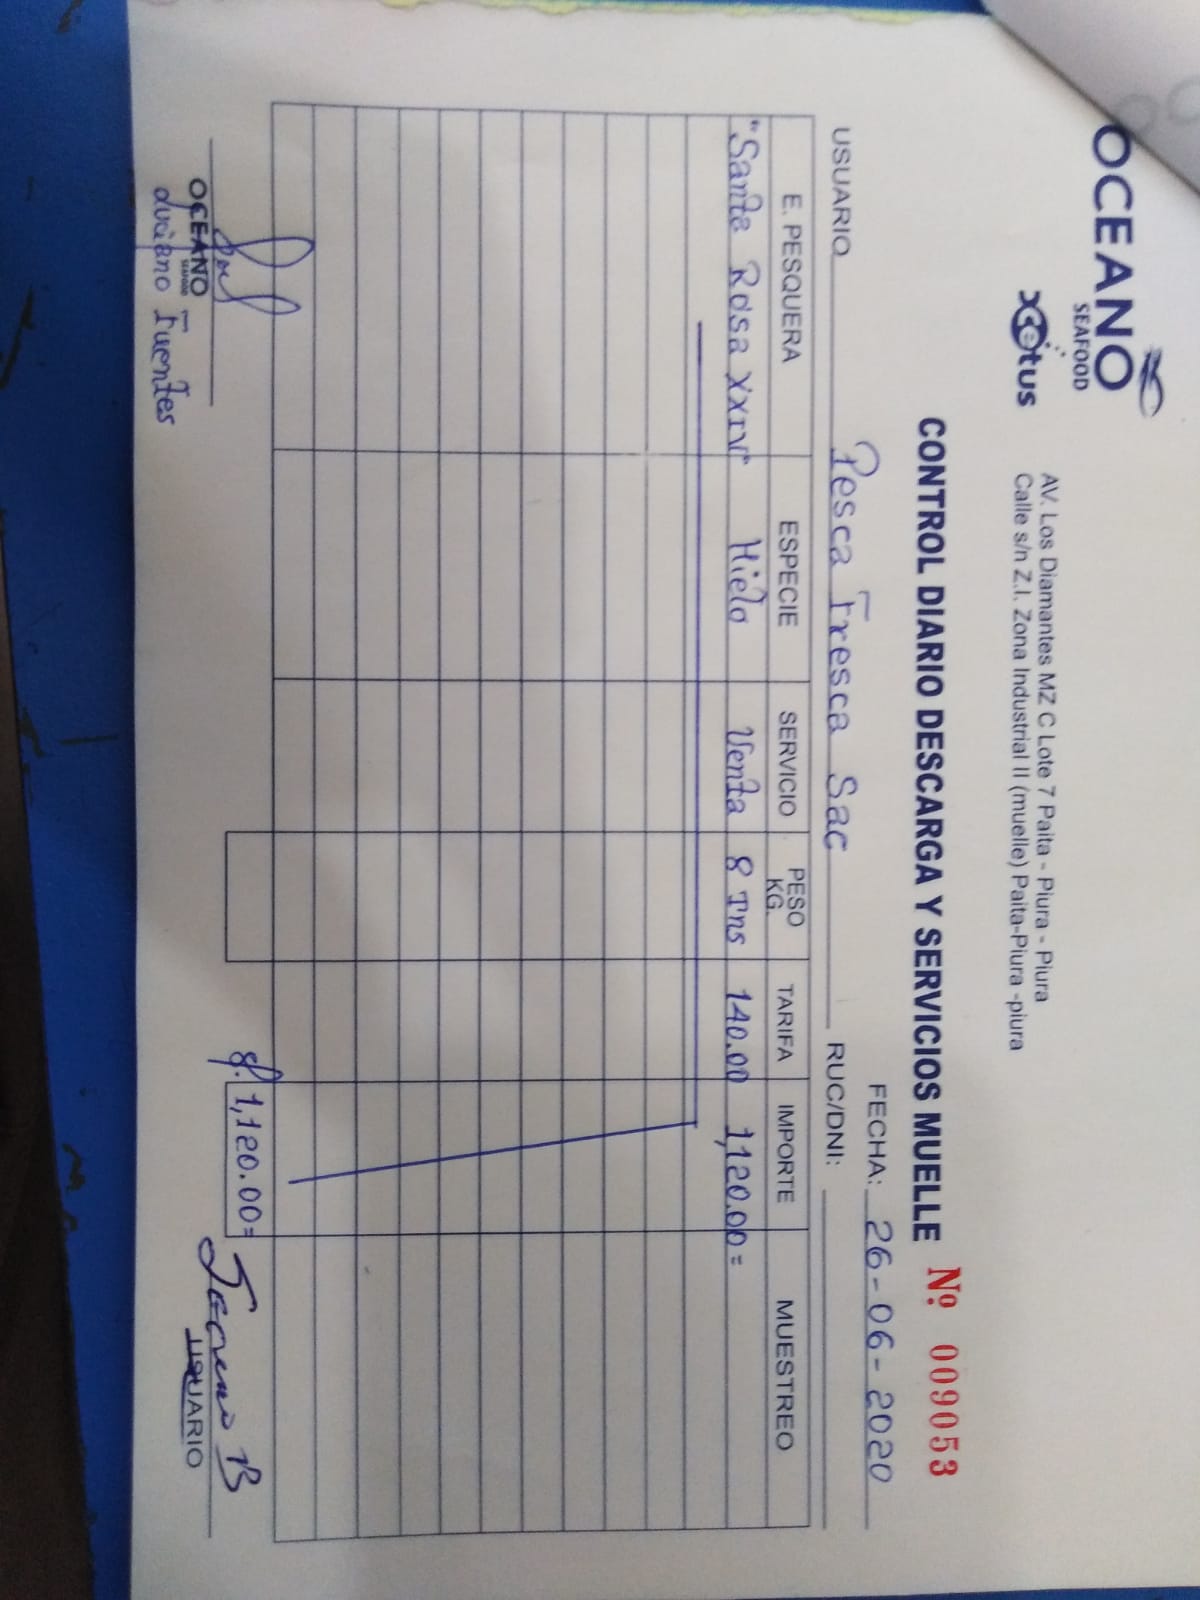 OCEANO
SEAFOOD
xetus
AV. Los Diamantes MZ C Lote 7 Paita - Piura - Piura
Calle s/n Z.I. Zona Industrial II (muelle) Paita-Piura -piura
CONTROL DIARIO DESCARGA Y SERVICIOS MUELLE Nº 009053
FECHA: 26-06-2020
USUARIO Pesca Fresca Sac RUC/DNI:
E. PESQUERA ESPECIE SERVICIO PESO KG. TARIFA IMPORTE MUESTREO
"Santa Rosa XXIV" Hielo Venta 8 Tns 140.00 1,120.00=
S/. 1,120.00=
OCEANO
SEAFOOD
Luciano Fuentes
USUARIO